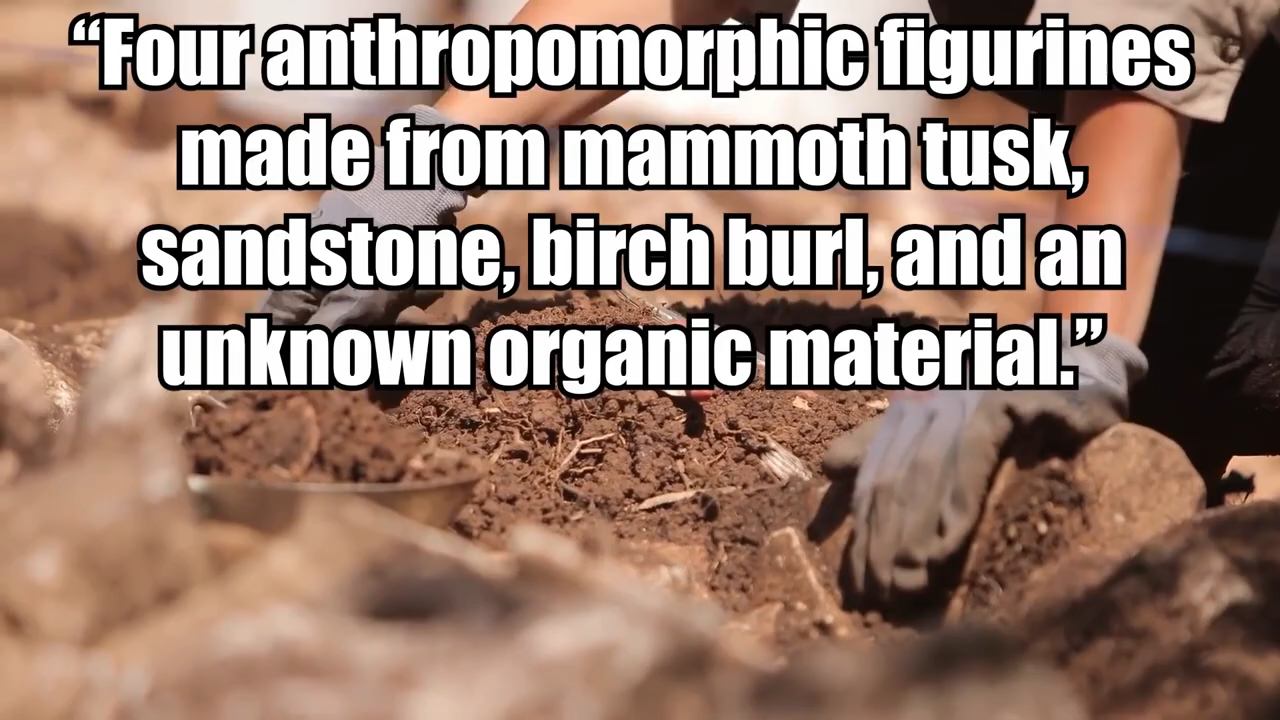 “Four anthropomorphic figurines
made from mammoth tusk,
sandstone, birch burl, and an
unknown organic material.”